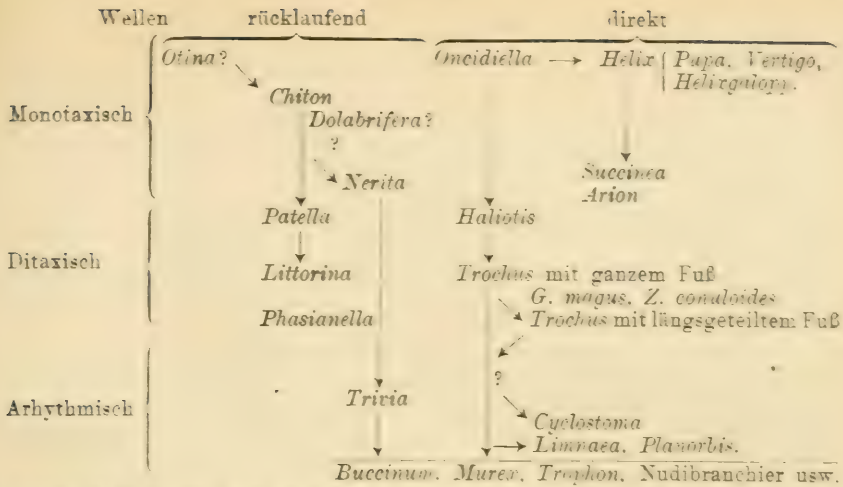 Wellen rücklaufend direkt
Otina? Oncidiella → Helix { Pupa, Vertigo,
Helixgalopp.
Chiton
Monotaxisch Dolabrifera?
?
Nerita Succinea
Arion
Patella Haliotis
Ditaxisch Littorina Trochus mit ganzem Fuß
G. magus, Z. conuloides
Phasianella Trochus mit längsgeteiltem Fuß
?
Arhythmisch Trivia
Cyclostoma
Limnaea, Planorbis.
Buccinum, Murex, Trophon, Nudibranchier usw.